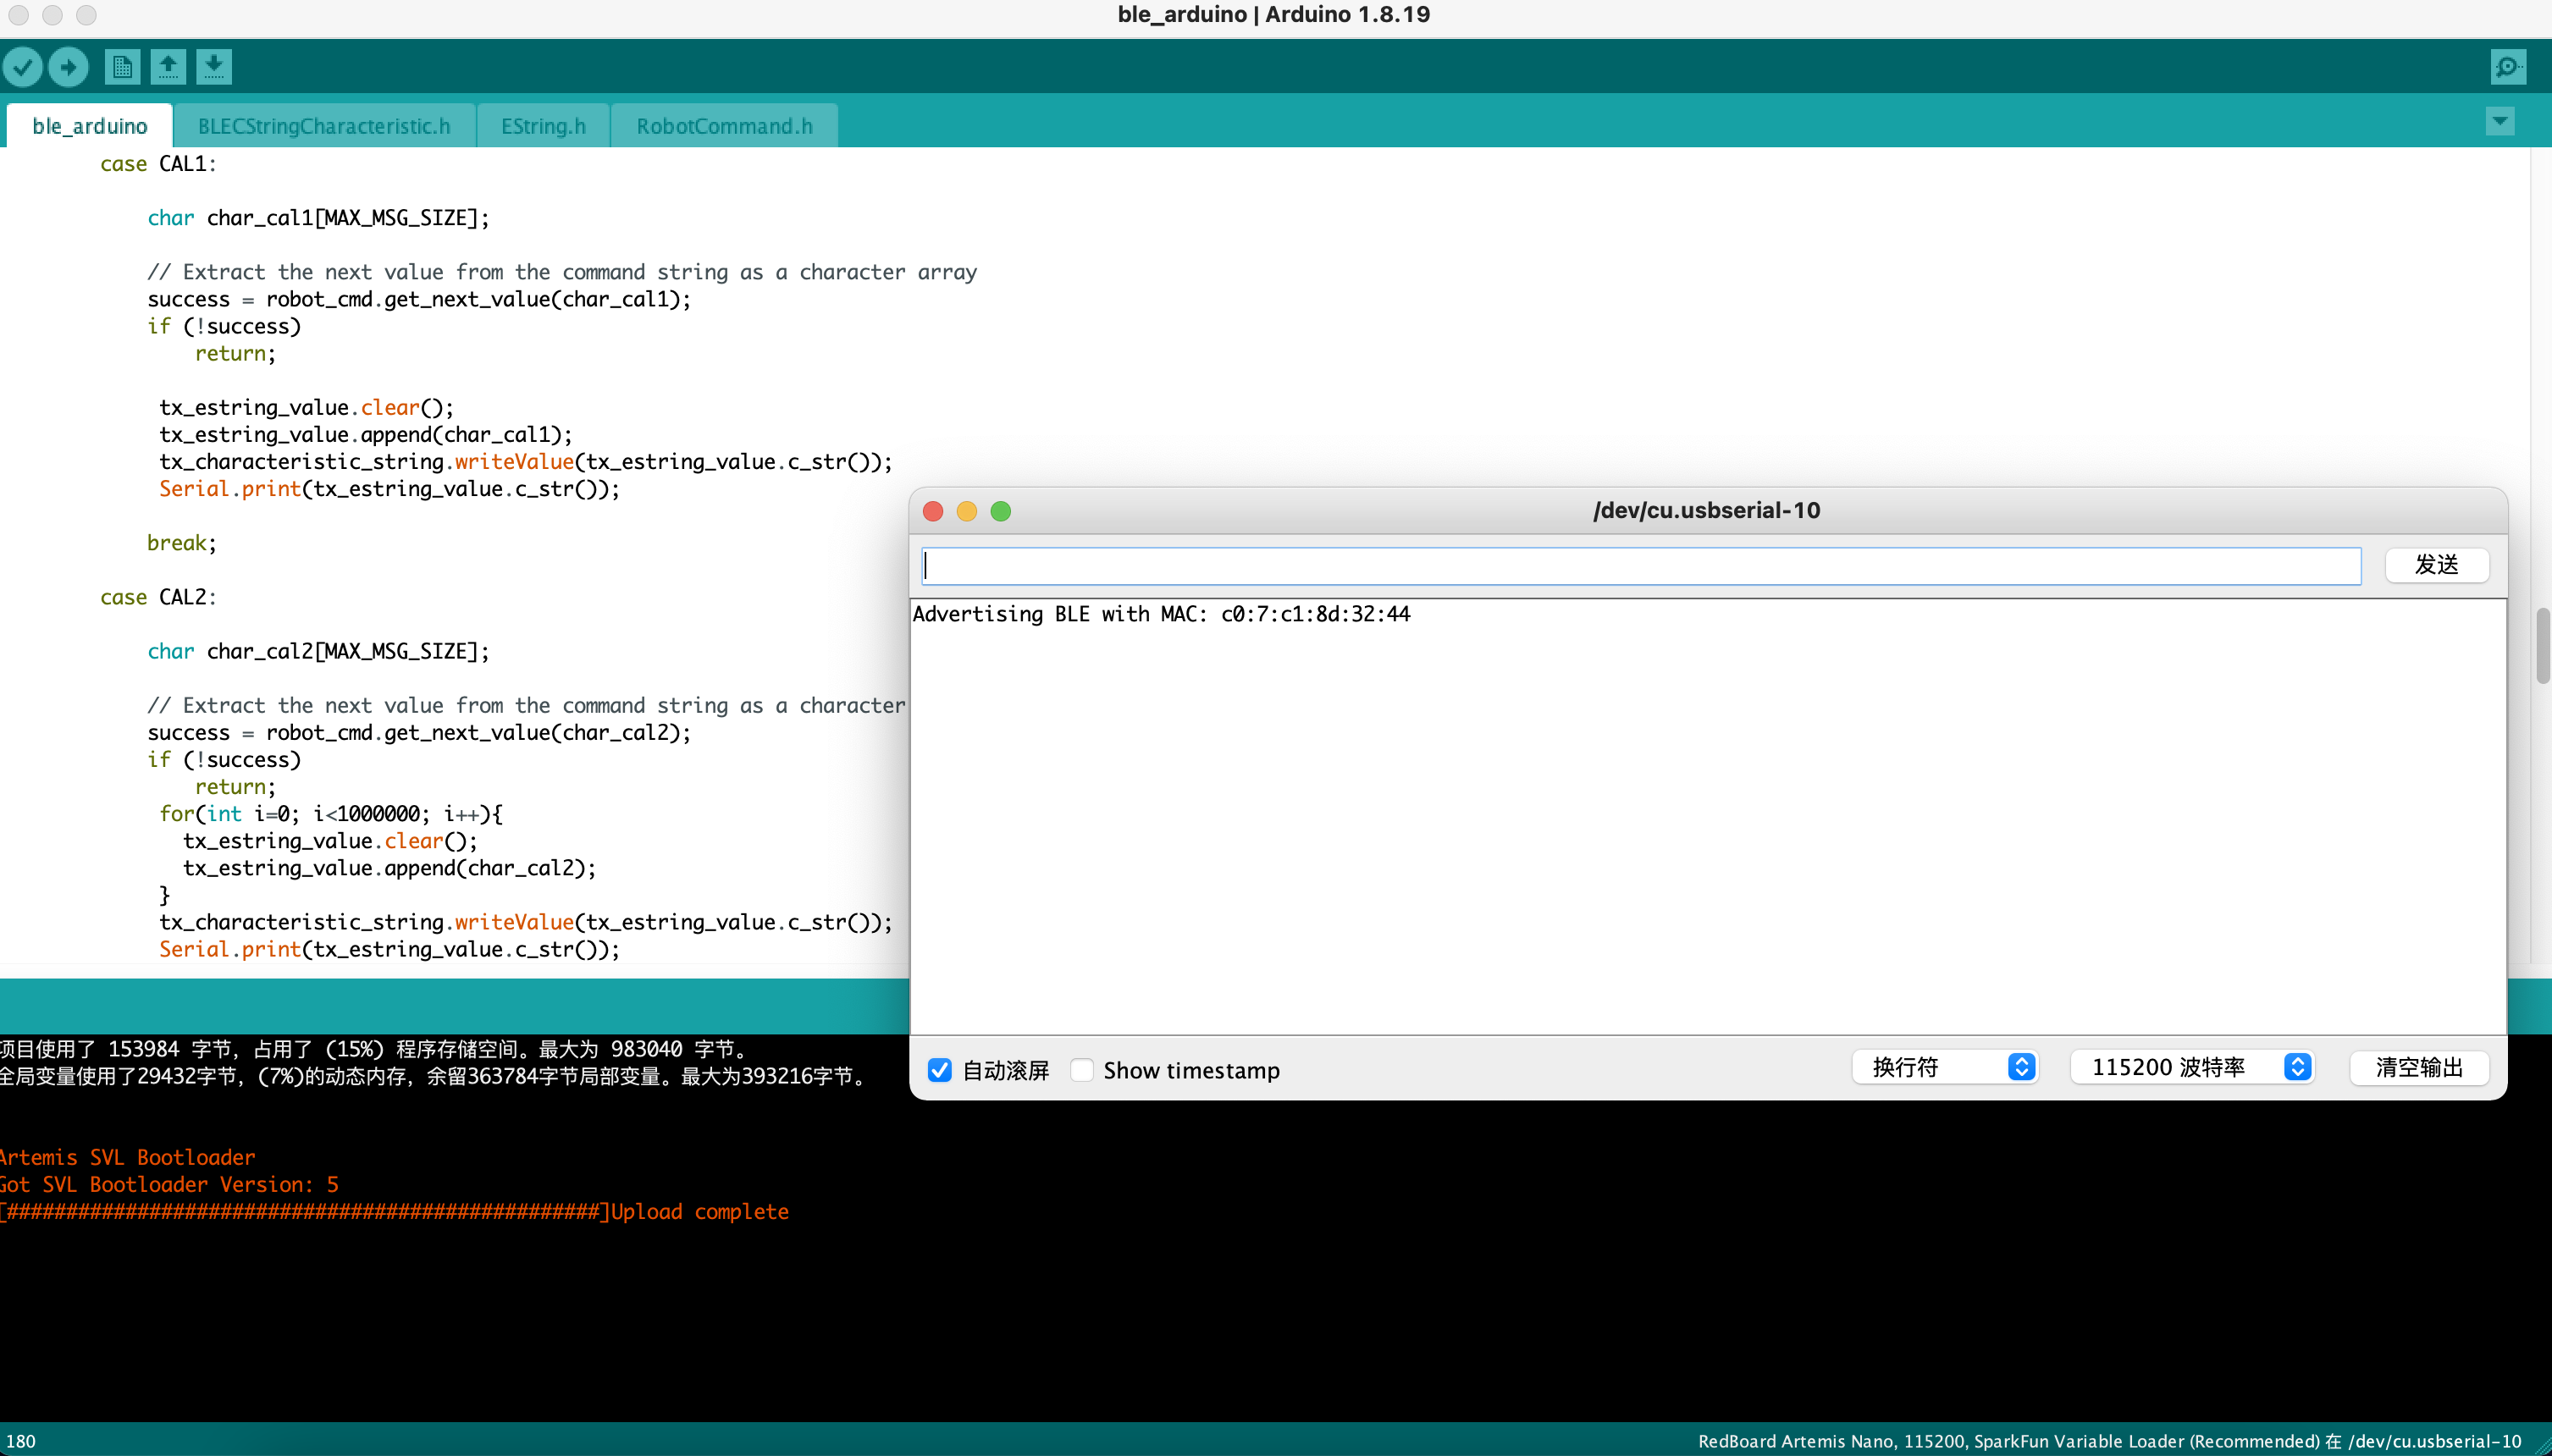 ble_arduino | Arduino 1.8.19
ble_arduino BLECStringCharacteristic.h EString.h RobotCommand.h
case CAL1:
char char_cal1[MAX_MSG_SIZE];
// Extract the next value from the command string as a character array
success = robot_cmd.get_next_value(char_cal1);
if (!success)
return;
tx_estring_value.clear();
tx_estring_value.append(char_cal1);
tx_characteristic_string.writeValue(tx_estring_value.c_str());
Serial.print(tx_estring_value.c_str());
break;
case CAL2:
char char_cal2[MAX_MSG_SIZE];
// Extract the next value from the command string as a character
success = robot_cmd.get_next_value(char_cal2);
if (!success)
return;
for(int i=0; i<1000000; i++){
tx_estring_value.clear();
tx_estring_value.append(char_cal2);
}
tx_characteristic_string.writeValue(tx_estring_value.c_str());
Serial.print(tx_estring_value.c_str());
/dev/cu.usbserial-10
发送
Advertising BLE with MAC: c0:7:c1:8d:32:44
自动滚屏 Show timestamp 换行符 115200 波特率 清空输出
项目使用了 153984 字节，占用了 (15%) 程序存储空间。最大为 983040 字节。
全局变量使用了29432字节，(7%)的动态内存，余留363784字节局部变量。最大为393216字节。
Artemis SVL Bootloader
Got SVL Bootloader Version: 5
[##################################################]Upload complete
180 RedBoard Artemis Nano, 115200, SparkFun Variable Loader (Recommended) 在 /dev/cu.usbserial-10